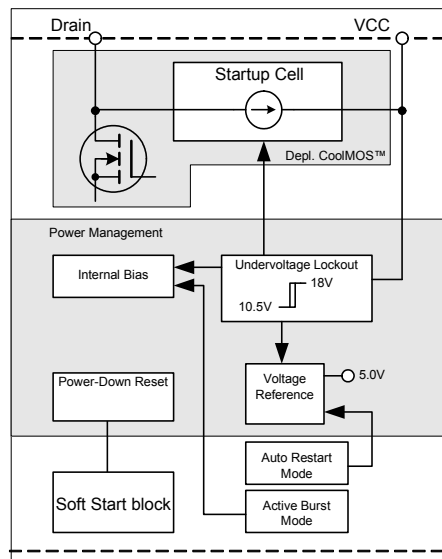 Drain
VCC
Startup Cell
Depl. CoolMOS™
Power Management
Internal Bias
Undervoltage Lockout
18V
10.5V
Power-Down Reset
Voltage
Reference
5.0V
Auto Restart
Mode
Soft Start block
Active Burst
Mode